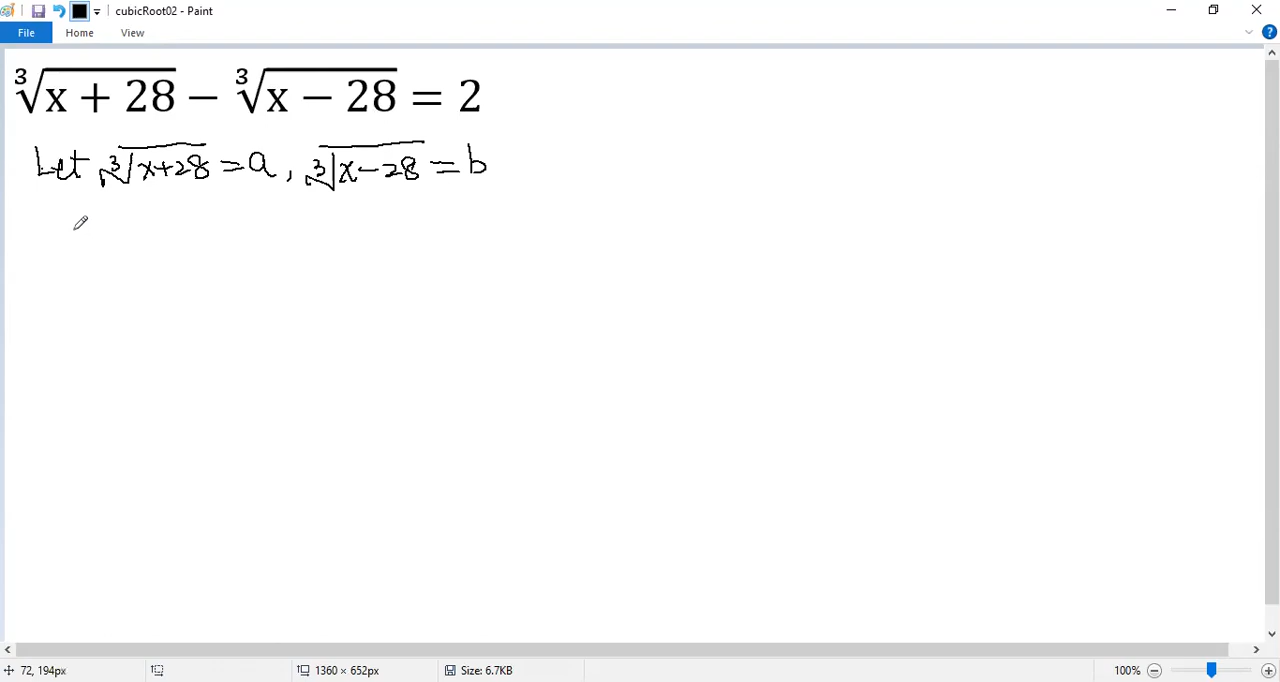 cubicRoot02 - Paint
File Home View
∛(x + 28) − ∛(x − 28) = 2
Let ∛(x+28) = a, ∛(x−28) = b
72, 194px
1360 × 652px
Size: 6.7KB
100%